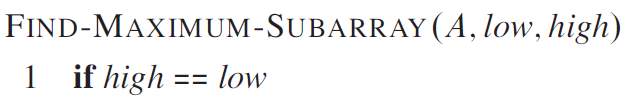 FIND-MAXIMUM-SUBARRAY(A, low, high)
1 if high == low